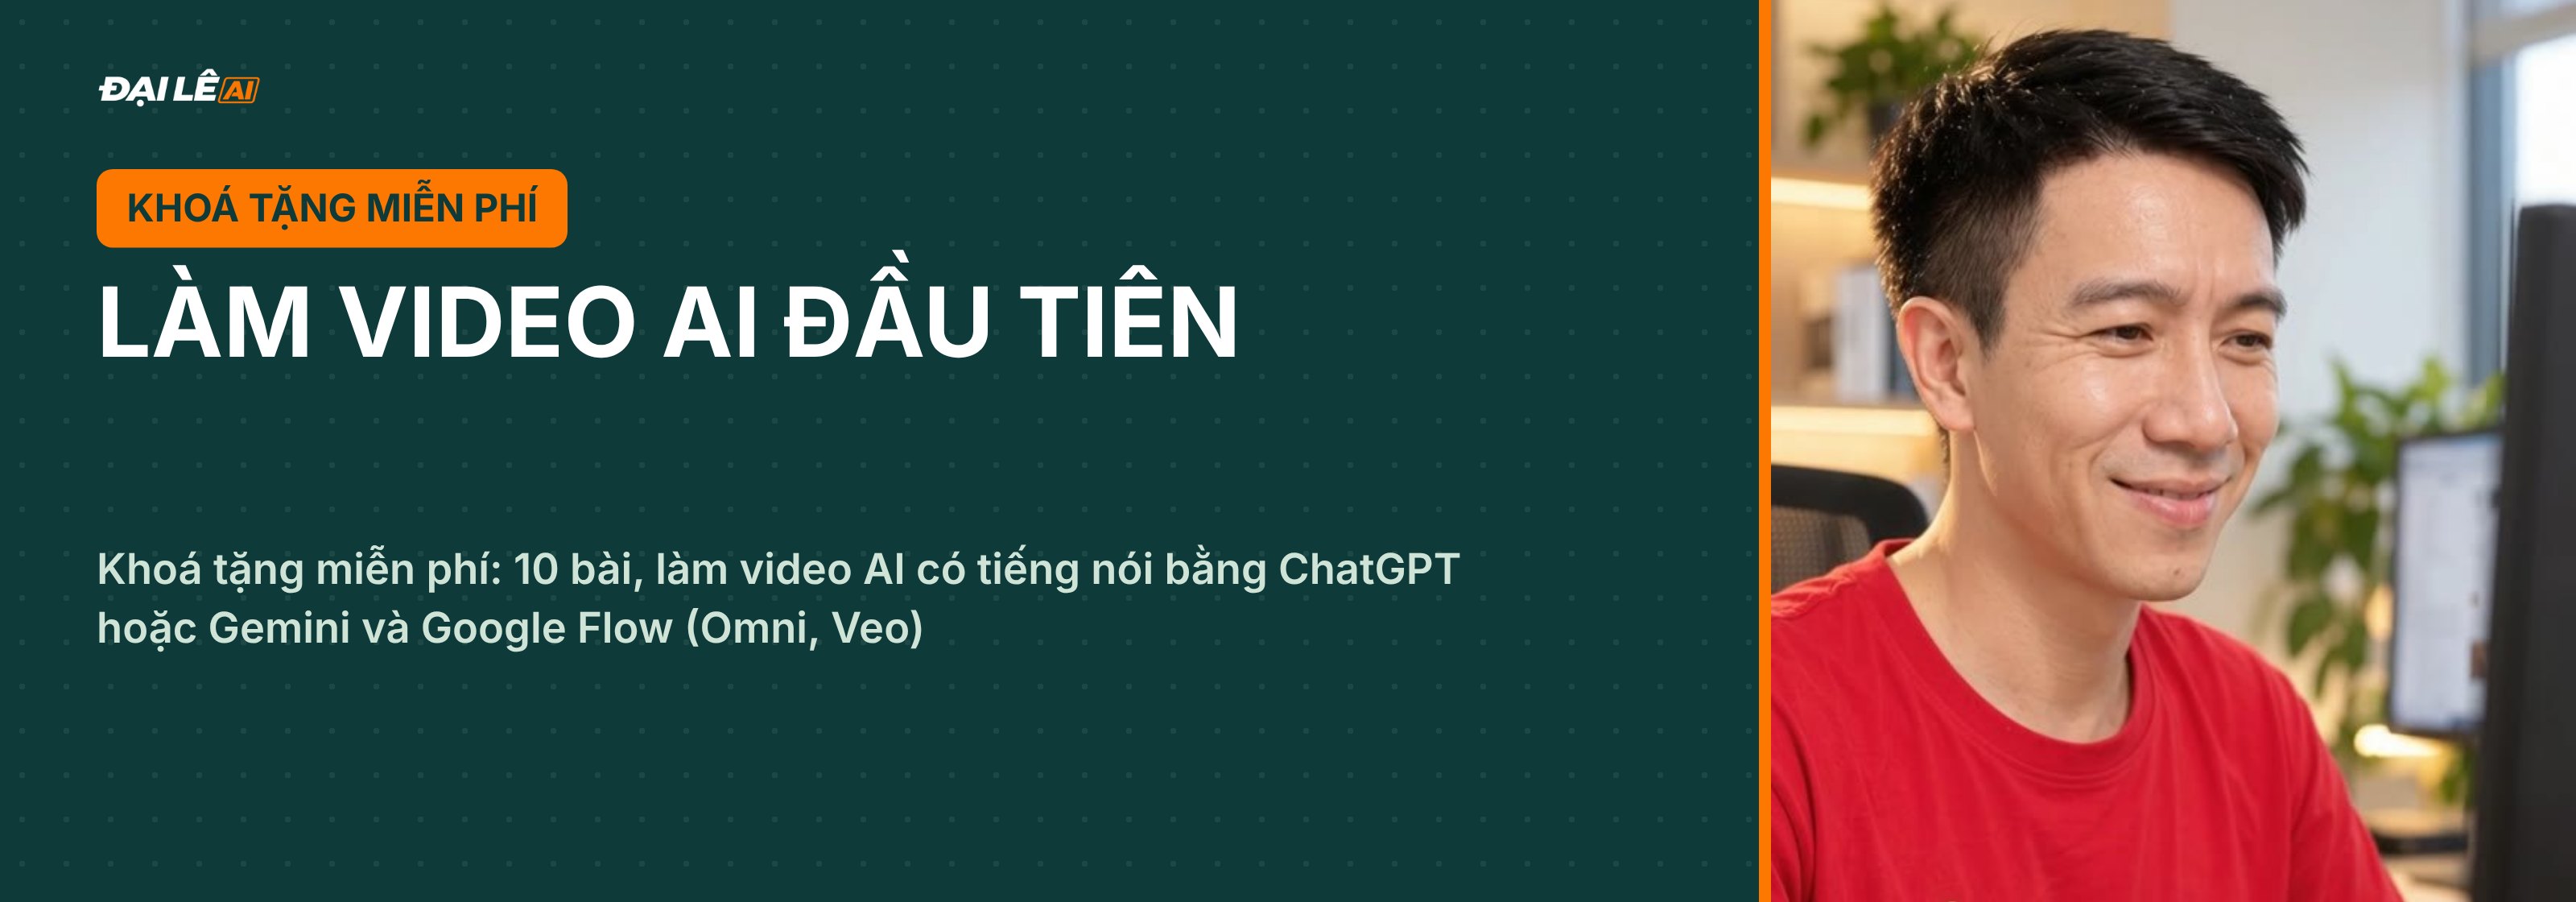 ĐẠI LÊ AI
KHOÁ TẶNG MIỄN PHÍ
LÀM VIDEO AI ĐẦU TIÊN
Khoá tặng miễn phí: 10 bài, làm video AI có tiếng nói bằng ChatGPT
hoặc Gemini và Google Flow (Omni, Veo)